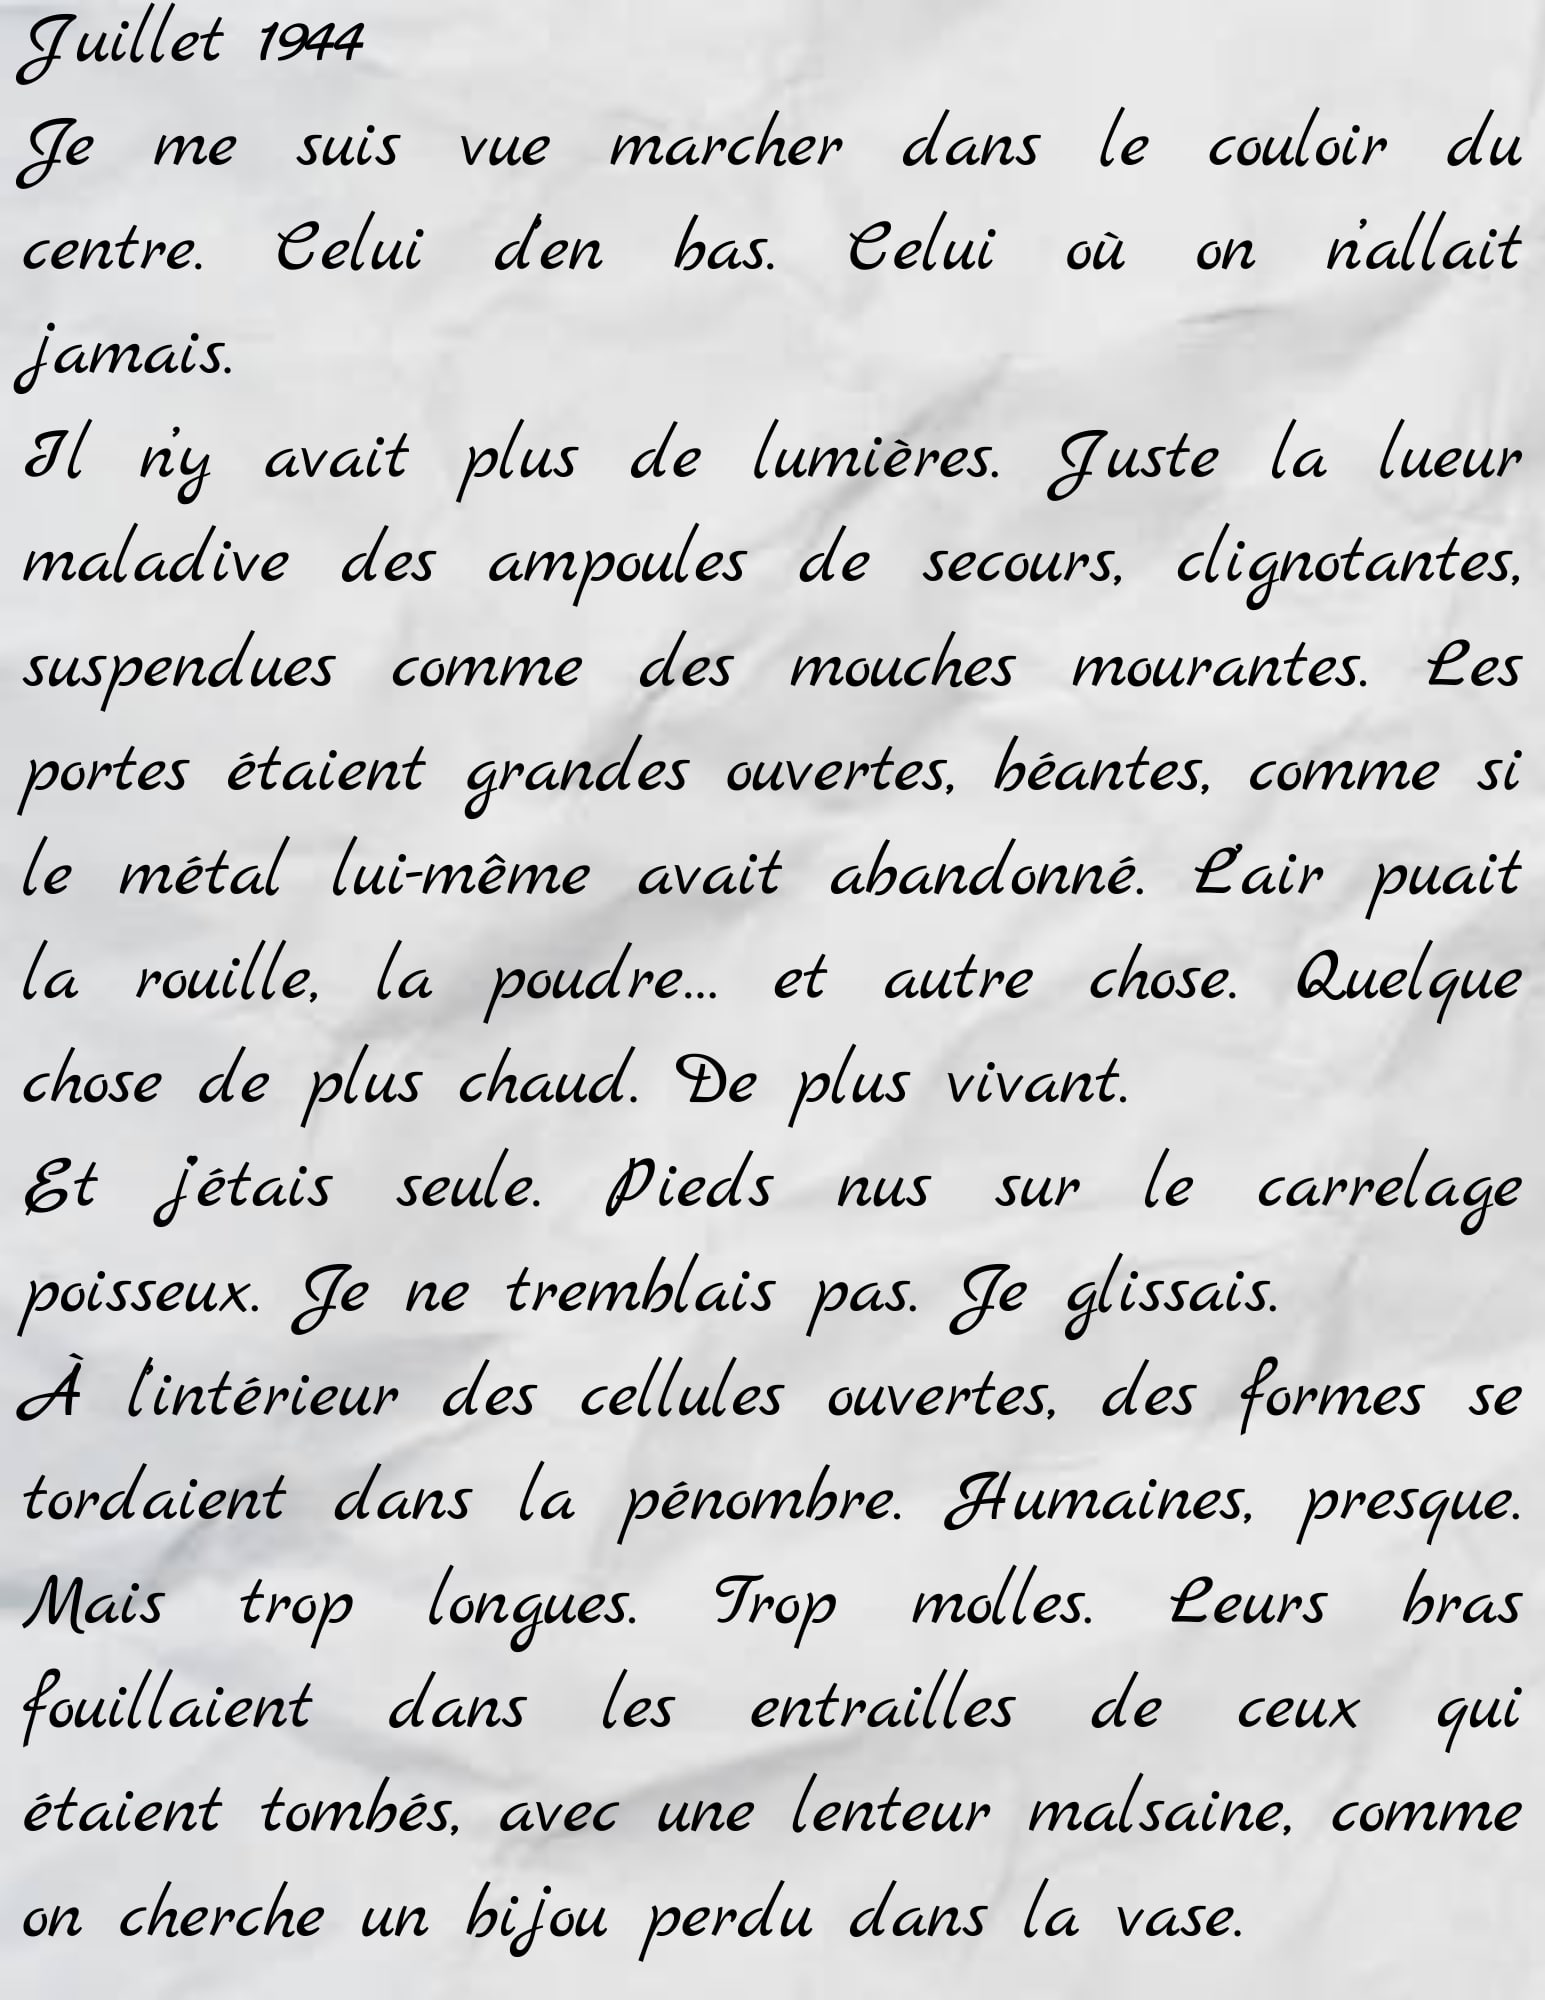 Juillet 1944
Je me suis vue marcher dans le couloir du
centre. Celui d'en bas. Celui où on n'allait
jamais.
Il n'y avait plus de lumières. Juste la lueur
maladive des ampoules de secours, clignotantes,
suspendues comme des mouches mourantes. Les
portes étaient grandes ouvertes, béantes, comme si
le métal lui-même avait abandonné. L'air puait
la rouille, la poudre... et autre chose. Quelque
chose de plus chaud. De plus vivant.
Et j'étais seule. Pieds nus sur le carrelage
poisseux. Je ne tremblais pas. Je glissais.
À l'intérieur des cellules ouvertes, des formes se
tordaient dans la pénombre. Humaines, presque.
Mais trop longues. Trop molles. Leurs bras
fouillaient dans les entrailles de ceux qui
étaient tombés, avec une lenteur malsaine, comme
on cherche un bijou perdu dans la vase.